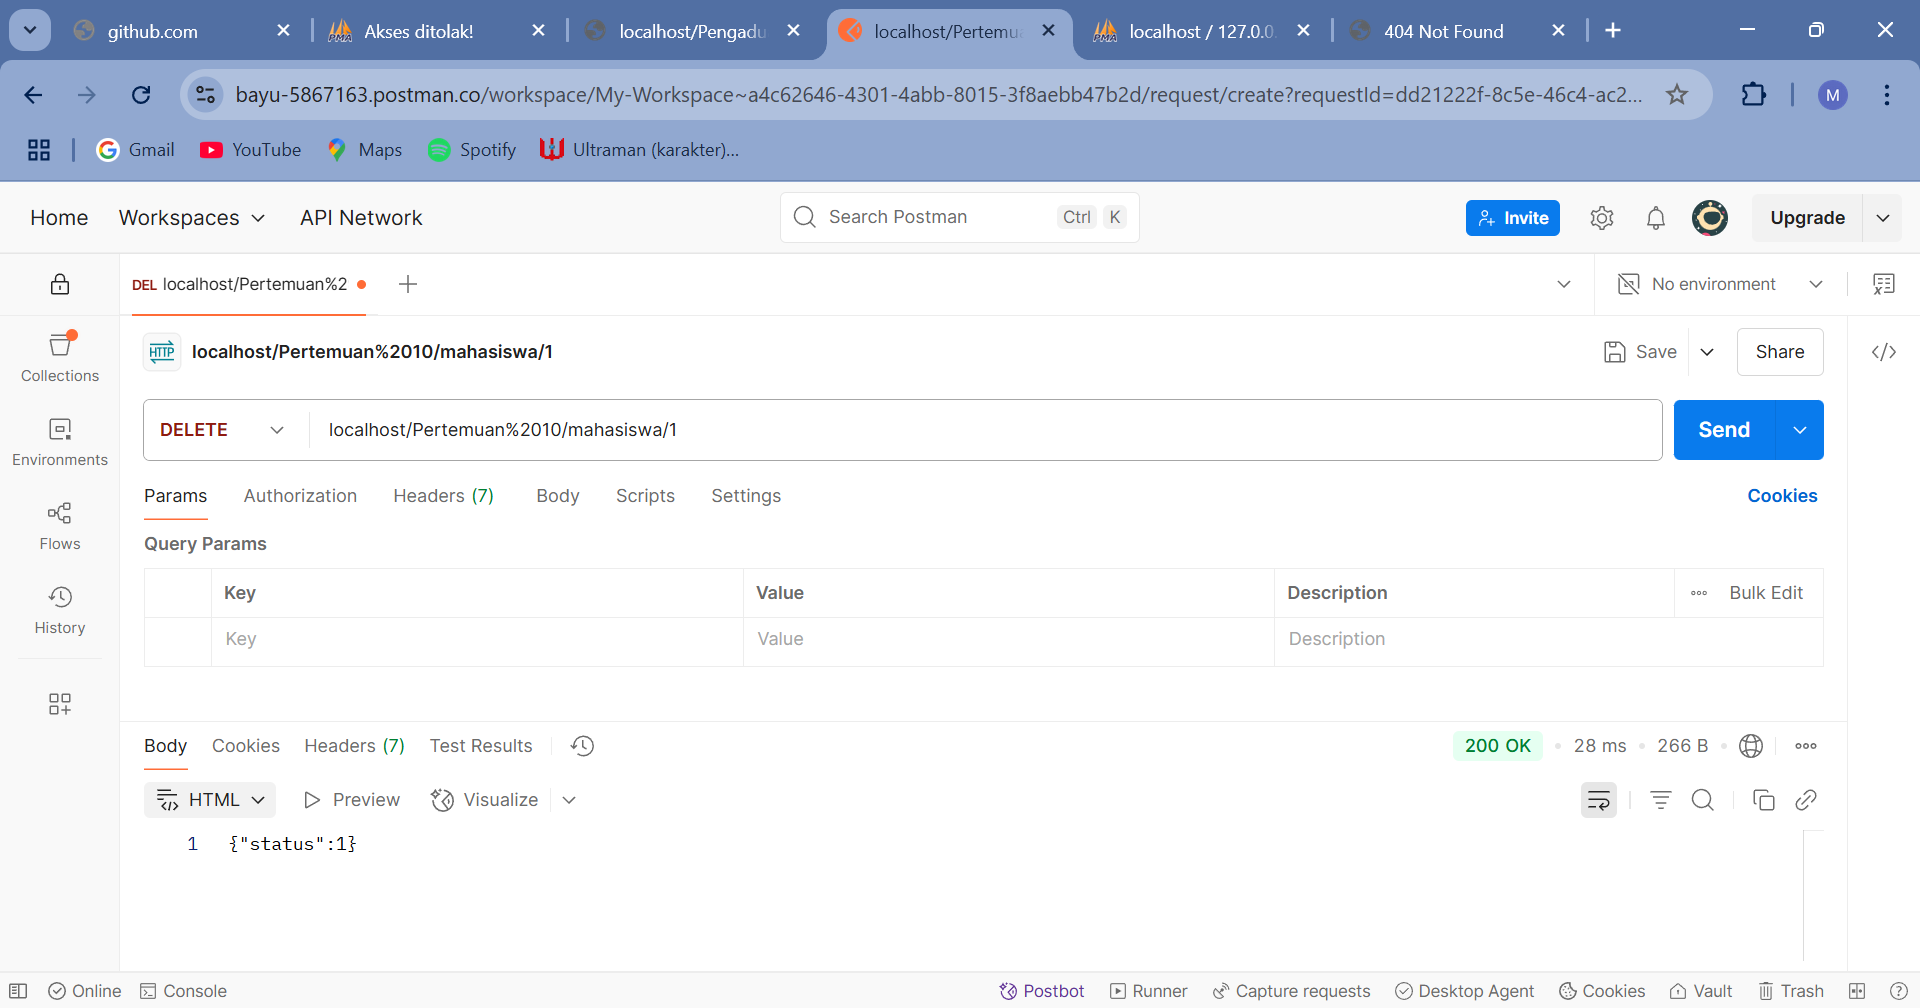 github.com
Akses ditolak!
localhost/Pengadu
localhost/Pertemua
localhost / 127.0.0.
404 Not Found
bayu-5867163.postman.co/workspace/My-Workspace~a4c62646-4301-4abb-8015-3f8aebb47b2d/request/create?requestId=dd21222f-8c5e-46c4-ac2...
M
Gmail
YouTube
Maps
Spotify
Ultraman (karakter)...
Home
Workspaces
API Network
Search Postman
Ctrl
K
Invite
Upgrade
DEL localhost/Pertemuan%2
No environment
Collections
Environments
Flows
History
HTTP
localhost/Pertemuan%2010/mahasiswa/1
Save
Share
DELETE
localhost/Pertemuan%2010/mahasiswa/1
Send
Params
Authorization
Headers (7)
Body
Scripts
Settings
Cookies
Query Params
Key
Value
Description
Bulk Edit
Key
Value
Description
Body
Cookies
Headers (7)
Test Results
200 OK
28 ms
266 B
HTML
Preview
Visualize
1 {"status":1}
Online
Console
Postbot
Runner
Capture requests
Desktop Agent
Cookies
Vault
Trash